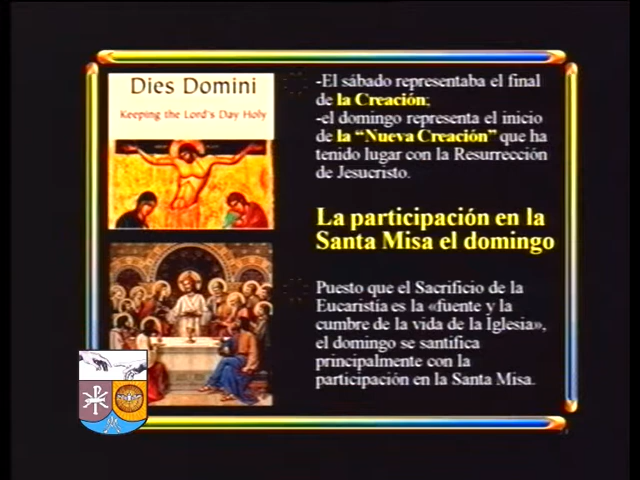 Dies Domini
Keeping the Lord's Day Holy
-El sábado representaba el final
de la Creación;
-el domingo representa el inicio
de la “Nueva Creación” que ha
tenido lugar con la Resurrección
de Jesucristo.
La participación en la
Santa Misa el domingo
Puesto que el Sacrificio de la
Eucaristía es la «fuente y la
cumbre de la vida de la Iglesia»,
el domingo se santifica
principalmente con la
participación en la Santa Misa.